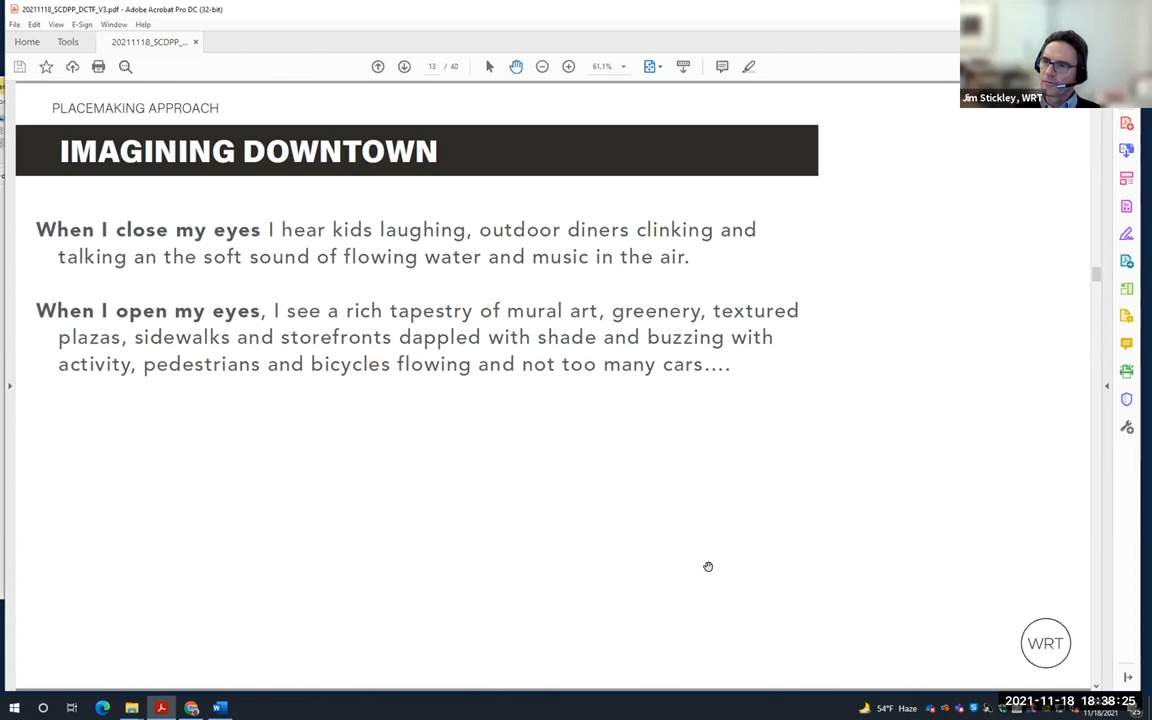 20211118_SCDPP_DCTF_V3.pdf - Adobe Acrobat Pro DC (32-bit)
File Edit View E-Sign Window Help
Home Tools 20211118_SCDPP_... ×
13 / 40 61.1%
Jim Stickley, WRT
PLACEMAKING APPROACH
IMAGINING DOWNTOWN
When I close my eyes I hear kids laughing, outdoor diners clinking and
talking an the soft sound of flowing water and music in the air.
When I open my eyes, I see a rich tapestry of mural art, greenery, textured
plazas, sidewalks and storefronts dappled with shade and buzzing with
activity, pedestrians and bicycles flowing and not too many cars….
WRT
2021-11-18 18:38:25
54°F Haze
11/18/2021